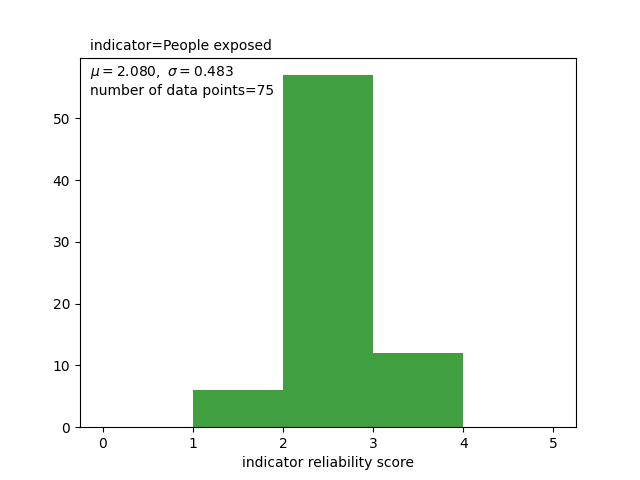 indicator=People exposed
μ = 2.080, σ = 0.483
number of data points=75
50
40
30
20
10
0
0 1 2 3 4 5
indicator reliability score